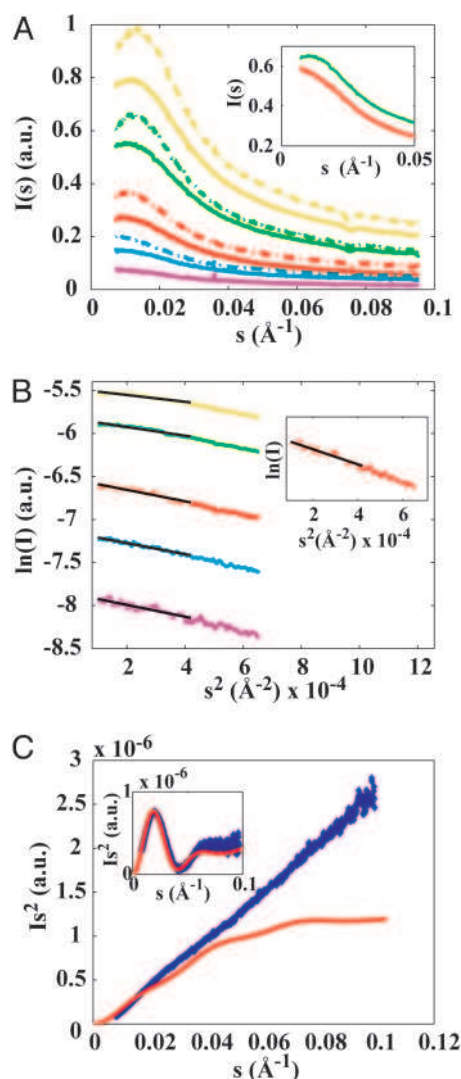 A
1
0.8
0.6
0.4
0.2
0
I(s) (a.u.)
0 0.02 0.04 0.06 0.08 0.1
s (Å-1)
0.6
0.4
0.2
I(s)
0 0.05
s (Å-1)
B
-5.5
-6
-6.5
-7
-7.5
-8
-8.5
ln(I) (a.u.)
2 4 6 8 10 12
s2 (Å-2) x 10-4
ln(I)
2 4 6
s2(Å-2) x 10-4
C
x 10-6
3
2.5
2
1.5
1
0.5
0
Is2 (a.u.)
0 0.02 0.04 0.06 0.08 0.1 0.12
s (Å-1)
x 10-6
1
0
Is2 (a.u.)
0 0.1
s (Å-1)